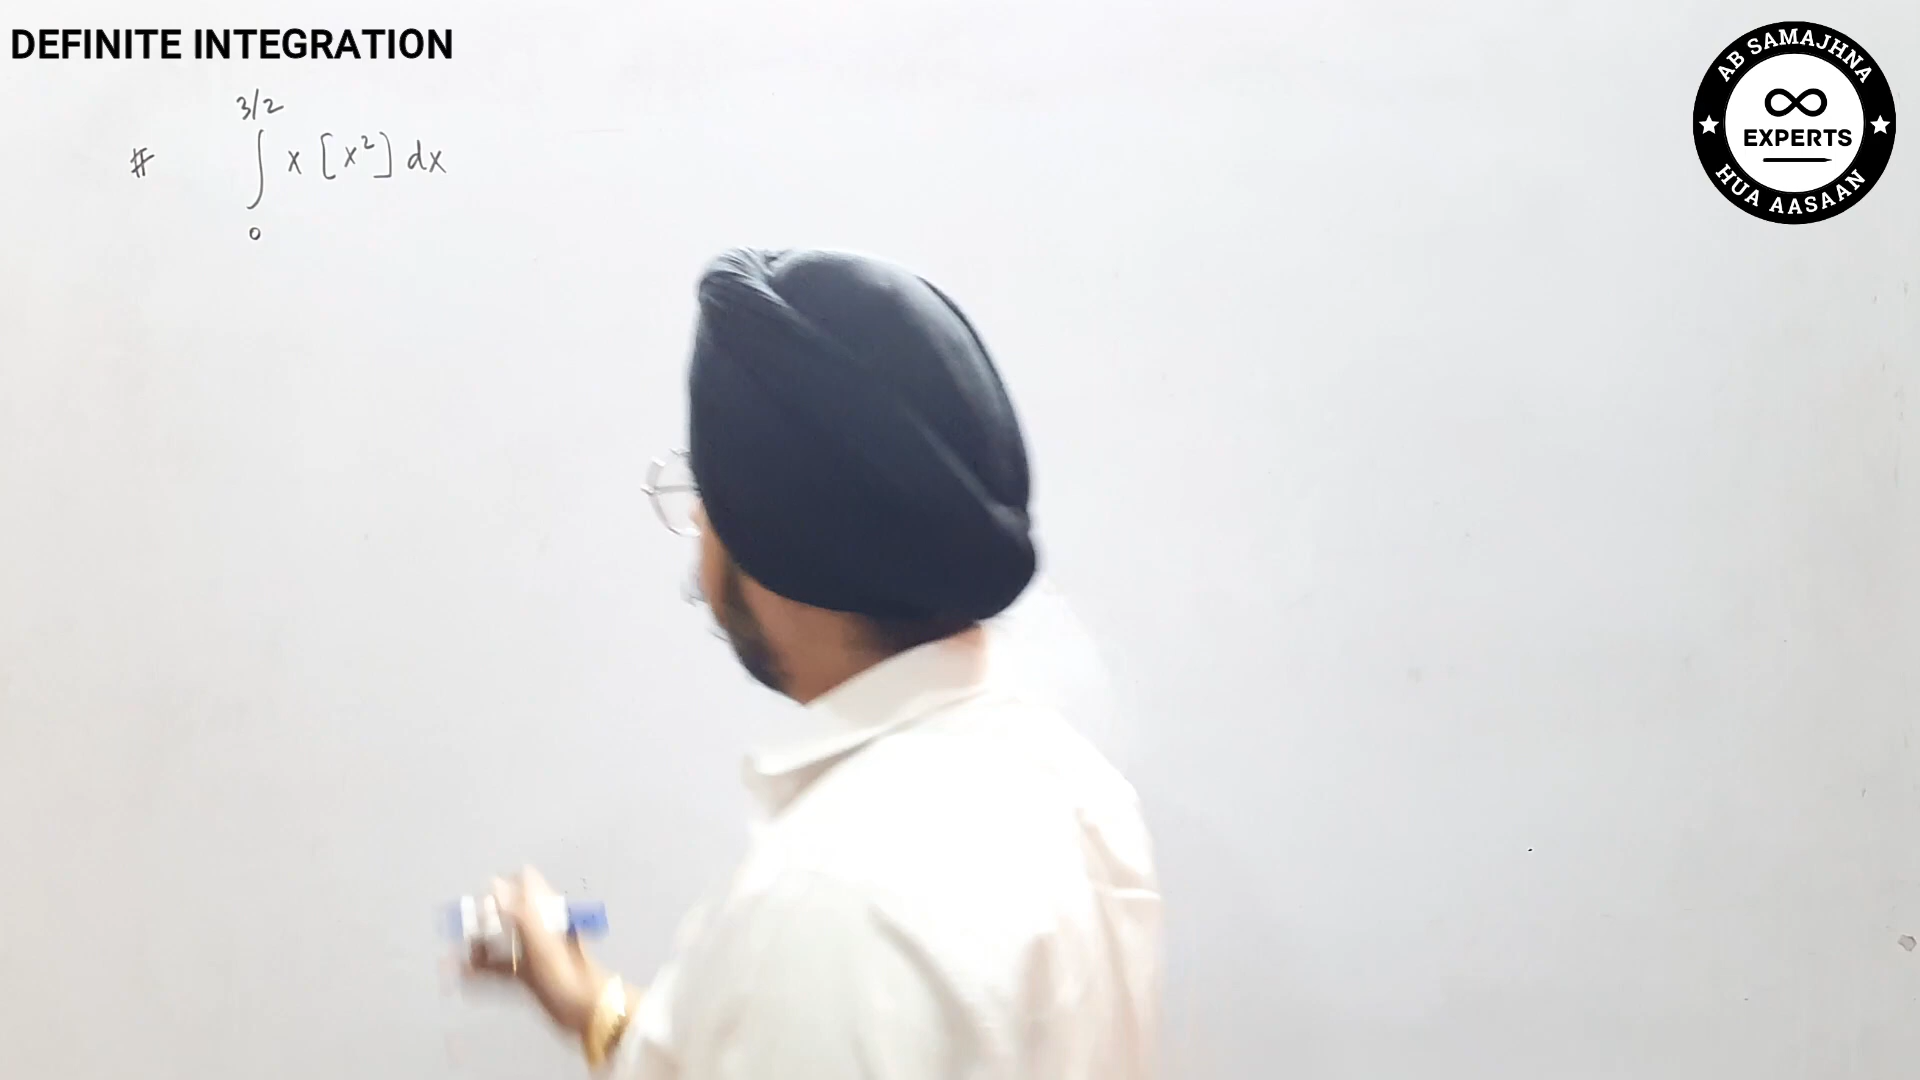 DEFINITE INTEGRATION
# ∫₀^{3/2} x [x²] dx
AB SAMAJHNA
∞
EXPERTS
HUA AASAAN